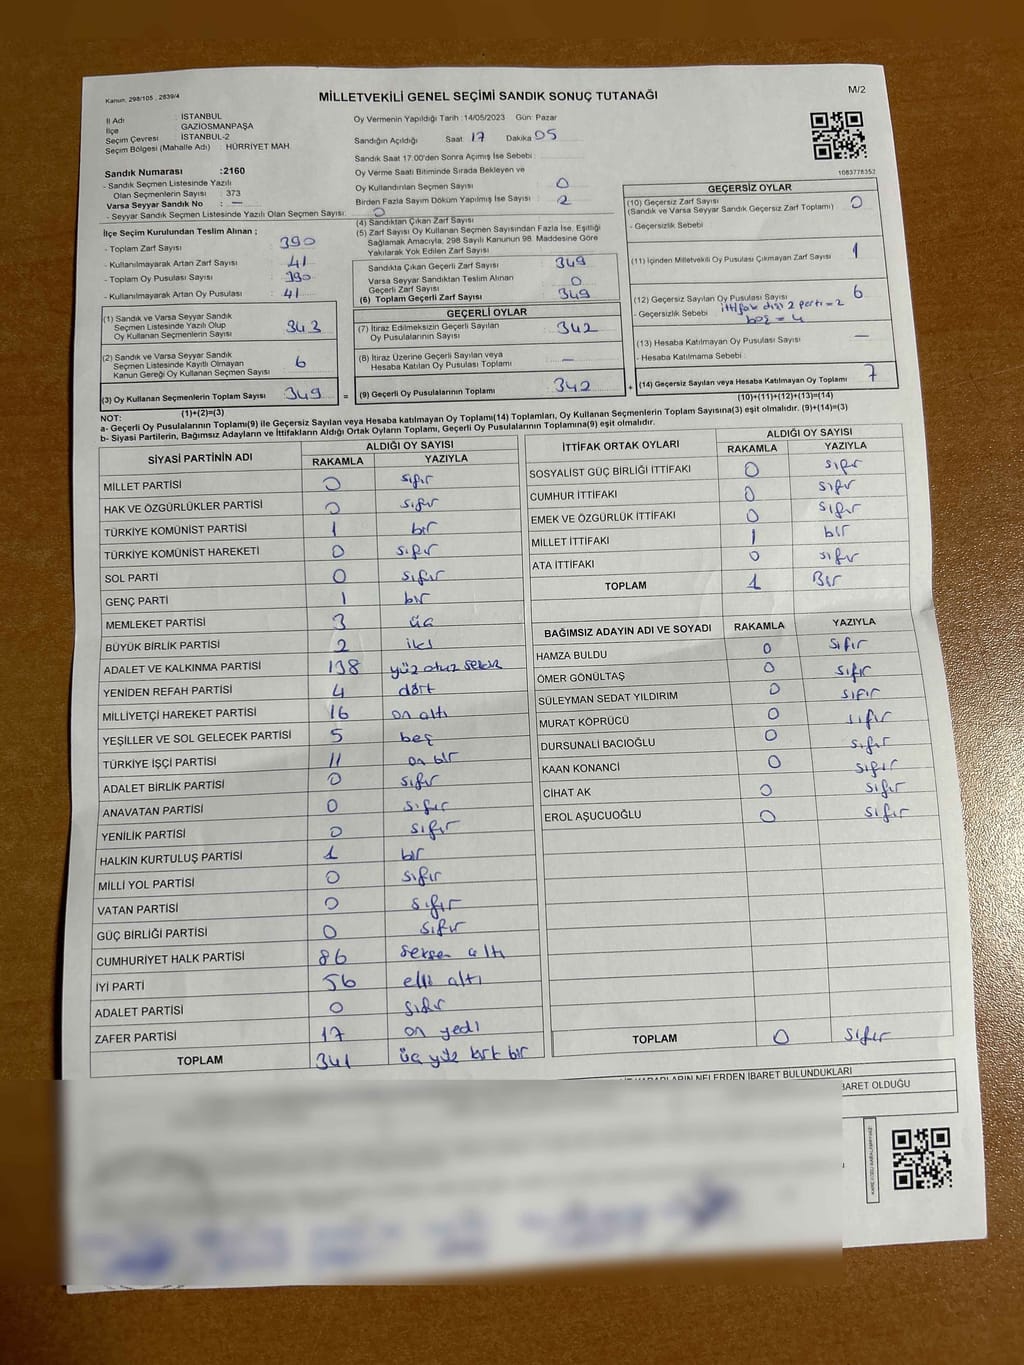 Kanun; 298/105 , 2839/4
MİLLETVEKİLİ GENEL SEÇİMİ SANDIK SONUÇ TUTANAĞI
M/2
İl Adı : İSTANBUL
İlçe GAZİOSMANPAŞA
Seçim Çevresi : İSTANBUL-2
Seçim Bölgesi (Mahalle Adı) : HÜRRİYET MAH.
Sandık Numarası :2160
- Sandık Seçmen Listesinde Yazılı
Olan Seçmenlerin Sayısı : 373
Varsa Seyyar Sandık No : —
- Seyyar Sandık Seçmen Listesinde Yazılı Olan Seçmen Sayısı: 0
Oy Vermenin Yapıldığı Tarih :14/05/2023 Gün: Pazar
Sandığın Açıldığı Saat 17 Dakika 05
Sandık Saat 17:00'den Sonra Açımış İse Sebebi :
Oy Verme Saati Bitiminde Sırada Bekleyen ve
Oy Kullandırılan Seçmen Sayısı : 0
Birden Fazla Sayım Döküm Yapılmış İse Sayısı : 2
1083778352
İlçe Seçim Kurulundan Teslim Alınan ;
- Toplam Zarf Sayısı : 390
- Kullanılmayarak Artan Zarf Sayısı : 41
- Toplam Oy Pusulası Sayısı : 390
- Kullanılmayarak Artan Oy Pusulası : 41
(1) Sandık ve Varsa Seyyar Sandık
Seçmen Listesinde Yazılı Olup
Oy Kullanan Seçmenlerin Sayısı : 343
(2) Sandık ve Varsa Seyyar Sandık
Seçmen Listesinde Kayıtlı Olmayan
Kanun Gereği Oy Kullanan Seçmen Sayısı : 6
(3) Oy Kullanan Seçmenlerin Toplam Sayısı : 349
(1)+(2)=(3)
(4) Sandıktan Çıkan Zarf Sayısı
(5) Zarf Sayısı Oy Kullanan Seçmen Sayısından Fazla İse, Eşitliği
Sağlamak Amacıyla; 298 Sayılı Kanunun 98. Maddesine Göre
Yakılarak Yok Edilen Zarf Sayısı
Sandıkta Çıkan Geçerli Zarf Sayısı 349
Varsa Seyyar Sandıktan Teslim Alınan
Geçerli Zarf Sayısı : 0
(6) Toplam Geçerli Zarf Sayısı : 349
GEÇERLİ OYLAR
(7) İtiraz Edilmeksizin Geçerli Sayılan
Oy Pusulalarının Sayısı : 342
(8) İtiraz Üzerine Geçerli Sayılan veya
Hesaba Katılan Oy Pusulası Toplamı : —
= (9) Geçerli Oy Pusulalarının Toplamı : 342
GEÇERSİZ OYLAR
(10) Geçersiz Zarf Sayısı 0
(Sandık ve Varsa Seyyar Sandık Geçersiz Zarf Toplamı)
- Geçersizlik Sebebi
(11) İçinden Milletvekili Oy Pusulası Çıkmayan Zarf Sayısı 1
(12) Geçersiz Sayılan Oy Pusulası Sayısı 6
- Geçersizlik Sebebi ittifak dışı 2 parti = 2
boş = 4
(13) Hesaba Katılmayan Oy Pusulası Sayısı —
- Hesaba Katılmama Sebebi
+ (14) Geçersiz Sayılan veya Hesaba Katılmayan Oy Toplamı 7
(10)+(11)+(12)+(13)=(14)
NOT:
a- Geçerli Oy Pusulalarının Toplamı(9) ile Geçersiz Sayılan veya Hesaba katılmayan Oy Toplamı(14) Toplamları, Oy Kullanan Seçmenlerin Toplam Sayısına(3) eşit olmalıdır. (9)+(14)=(3)
b- Siyasi Partilerin, Bağımsız Adayların ve İttifakların Aldığı Ortak Oyların Toplamı, Geçerli Oy Pusulalarının Toplamına(9) eşit olmalıdır.
SİYASİ PARTİNİN ADI ALDIĞI OY SAYISI
RAKAMLA YAZIYLA
MİLLET PARTİSİ 0 sıfır
HAK VE ÖZGÜRLÜKLER PARTİSİ 0 sıfır
TÜRKİYE KOMÜNİST PARTİSİ 1 bir
TÜRKİYE KOMÜNİST HAREKETİ 0 sıfır
SOL PARTİ 0 sıfır
GENÇ PARTİ 1 bir
MEMLEKET PARTİSİ 3 üç
BÜYÜK BİRLİK PARTİSİ 2 iki
ADALET VE KALKINMA PARTİSİ 138 yüz otuz sekiz
YENİDEN REFAH PARTİSİ 4 dört
MİLLİYETÇİ HAREKET PARTİSİ 16 on altı
YEŞİLLER VE SOL GELECEK PARTİSİ 5 beş
TÜRKİYE İŞÇİ PARTİSİ 11 on bir
ADALET BİRLİK PARTİSİ 0 sıfır
ANAVATAN PARTİSİ 0 sıfır
YENİLİK PARTİSİ 0 sıfır
HALKIN KURTULUŞ PARTİSİ 1 bir
MİLLİ YOL PARTİSİ 0 sıfır
VATAN PARTİSİ 0 sıfır
GÜÇ BİRLİĞİ PARTİSİ 0 sıfır
CUMHURİYET HALK PARTİSİ 86 seksen altı
İYİ PARTİ 56 elli altı
ADALET PARTİSİ 0 sıfır
ZAFER PARTİSİ 17 on yedi
TOPLAM 341 üç yüz kırk bir
İTTİFAK ORTAK OYLARI ALDIĞI OY SAYISI
RAKAMLA YAZIYLA
SOSYALİST GÜÇ BİRLİĞİ İTTİFAKI 0 sıfır
CUMHUR İTTİFAKI 0 sıfır
EMEK VE ÖZGÜRLÜK İTTİFAKI 0 sıfır
MİLLET İTTİFAKI 1 bir
ATA İTTİFAKI 0 sıfır
TOPLAM 1 Bir
BAĞIMSIZ ADAYIN ADI VE SOYADI RAKAMLA YAZIYLA
HAMZA BULDU 0 sıfır
ÖMER GÖNÜLTAŞ 0 sıfır
SÜLEYMAN SEDAT YILDIRIM 0 sıfır
MURAT KÖPRÜCÜ 0 sıfır
DURSUNALİ BACIOĞLU 0 sıfır
KAAN KONANCİ 0 sıfır
CİHAT AK 0 sıfır
EROL AŞUCUOĞLU 0 sıfır
TOPLAM 0 sıfır
NELERDEN İBARET BULUNDUKLARI
BARET OLDUĞU